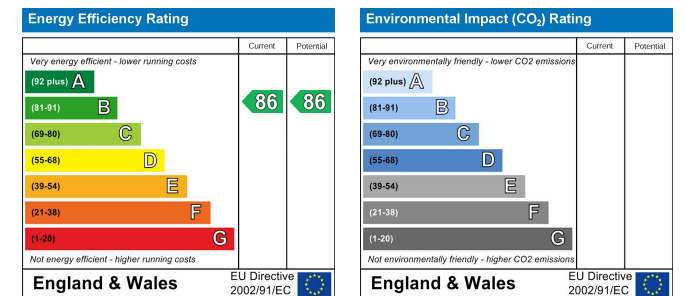 Energy Efficiency Rating
Current Potential
Very energy efficient - lower running costs
(92 plus) A
(81-91) B
86 86
(69-80) C
(55-68) D
(39-54) E
(21-38) F
(1-20) G
Not energy efficient - higher running costs
England & Wales
EU Directive
2002/91/EC
Environmental Impact (CO₂) Rating
Current Potential
Very environmentally friendly - lower CO2 emissions
(92 plus) A
(81-91) B
(69-80) C
(55-68) D
(39-54) E
(21-38) F
(1-20) G
Not environmentally friendly - higher CO2 emissions
England & Wales
EU Directive
2002/91/EC